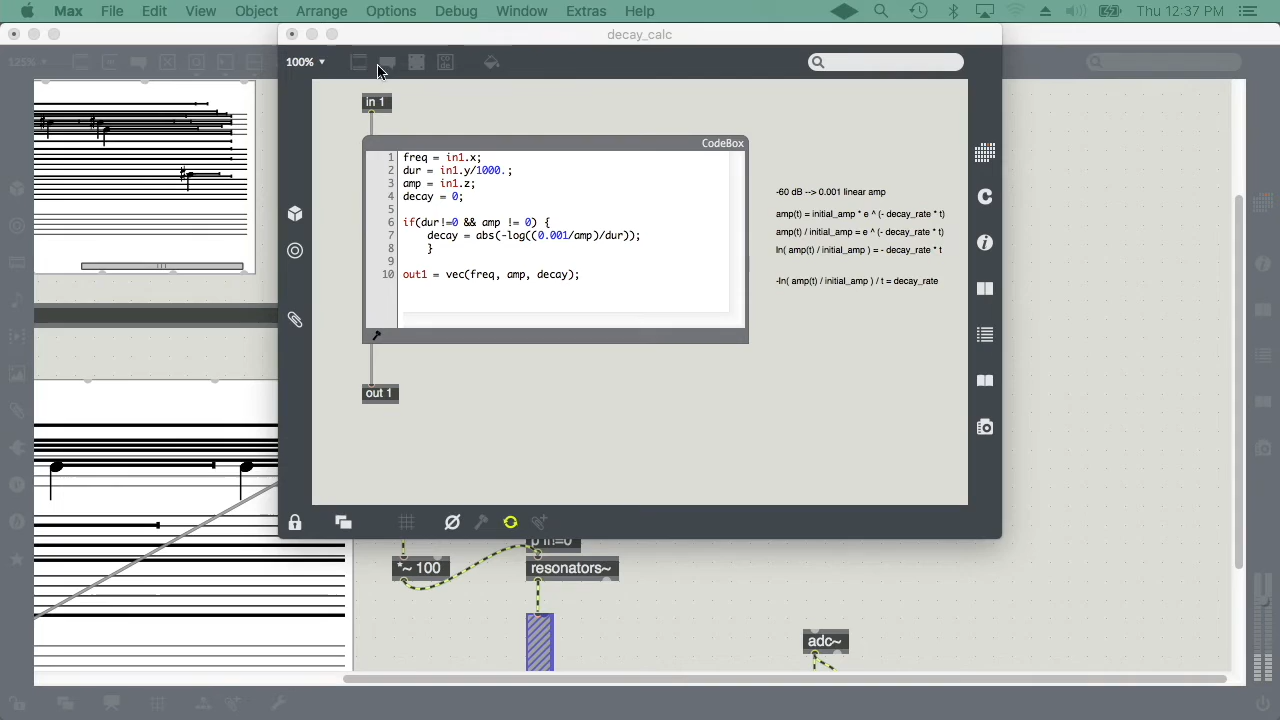 Max File Edit View Object Arrange Options Debug Window Extras Help Thu 12:37 PM
decay_calc
125%
100%
in 1
CodeBox
1 freq = in1.x;
2 dur = in1.y/1000.;
3 amp = in1.z;
4 decay = 0;
5
6 if(dur!=0 && amp != 0) {
7 decay = abs(-log((0.001/amp)/dur));
8 }
9
10 out1 = vec(freq, amp, decay);
-60 dB --> 0.001 linear amp
amp(t) = initial_amp * e ^ (- decay_rate * t)
amp(t) / initial_amp = e ^ (- decay_rate * t)
ln( amp(t) / initial_amp ) = - decay_rate * t
-ln( amp(t) / initial_amp ) / t = decay_rate
out 1
*~ 100
resonators~
adc~